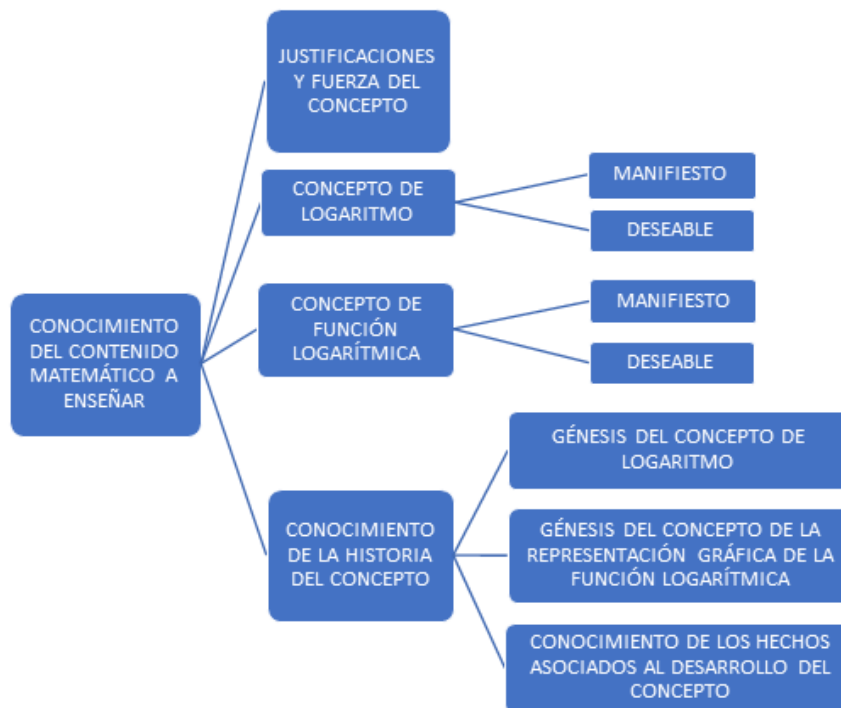 JUSTIFICACIONES
Y FUERZA DEL
CONCEPTO
CONCEPTO DE
LOGARITMO
MANIFIESTO
DESEABLE
CONCEPTO DE
FUNCIÓN
LOGARÍTMICA
MANIFIESTO
DESEABLE
CONOCIMIENTO
DEL CONTENIDO
MATEMÁTICO A
ENSEÑAR
CONOCIMIENTO
DE LA HISTORIA
DEL CONCEPTO
GÉNESIS DEL CONCEPTO DE
LOGARITMO
GÉNESIS DEL CONCEPTO DE LA
REPRESENTACIÓN GRÁFICA DE LA
FUNCIÓN LOGARÍTMICA
CONOCIMIENTO DE LOS HECHOS
ASOCIADOS AL DESARROLLO DEL
CONCEPTO